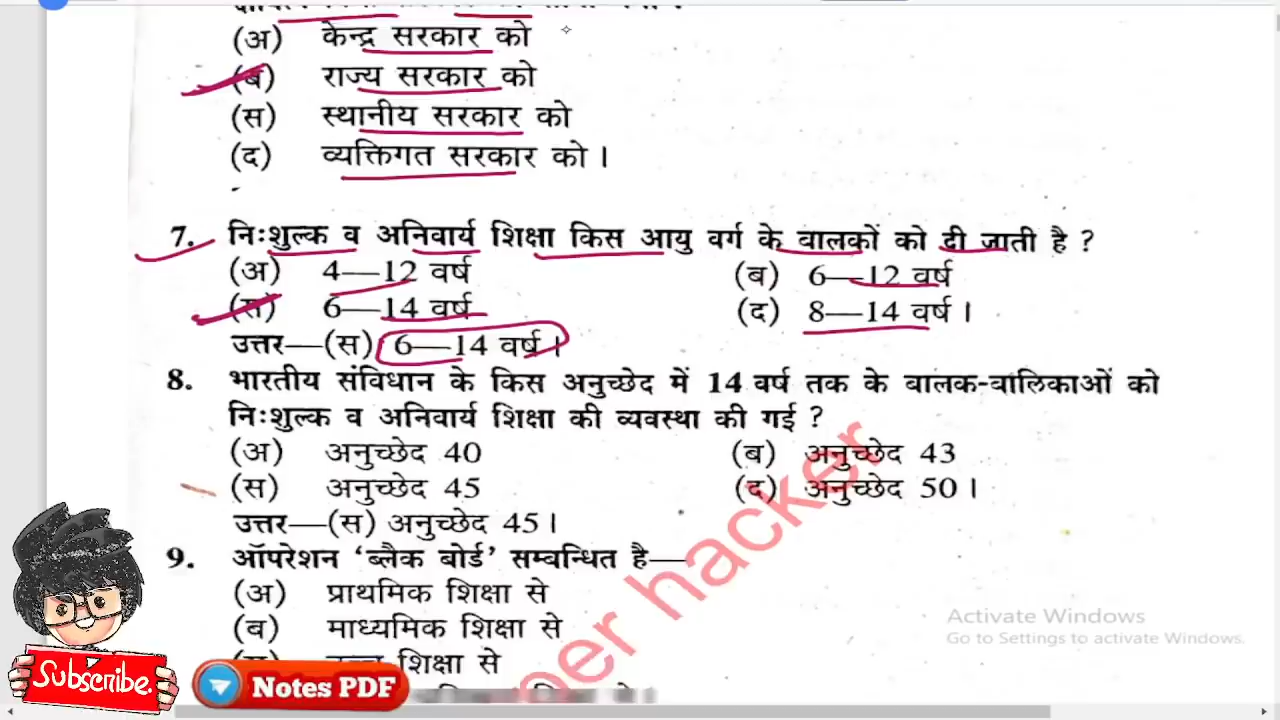 (अ) केन्द्र सरकार को
(ब) राज्य सरकार को
(स) स्थानीय सरकार को
(द) व्यक्तिगत सरकार को ।
7. निःशुल्क व अनिवार्य शिक्षा किस आयु वर्ग के बालकों को दी जाती है ?
(अ) 4—12 वर्ष (ब) 6—12 वर्ष
(स) 6—14 वर्ष (द) 8—14 वर्ष ।
उत्तर—(स) 6—14 वर्ष ।
8. भारतीय संविधान के किस अनुच्छेद में 14 वर्ष तक के बालक-बालिकाओं को
निःशुल्क व अनिवार्य शिक्षा की व्यवस्था की गई ?
(अ) अनुच्छेद 40 (ब) अनुच्छेद 43
(स) अनुच्छेद 45 (द) अनुच्छेद 50 ।
उत्तर—(स) अनुच्छेद 45 ।
9. ऑपरेशन ‘ब्लैक बोर्ड’ सम्बन्धित है—
(अ) प्राथमिक शिक्षा से
(ब) माध्यमिक शिक्षा से
शिक्षा से
per hacker
Activate Windows
Go to Settings to activate Windows.
Subscribe.
Notes PDF